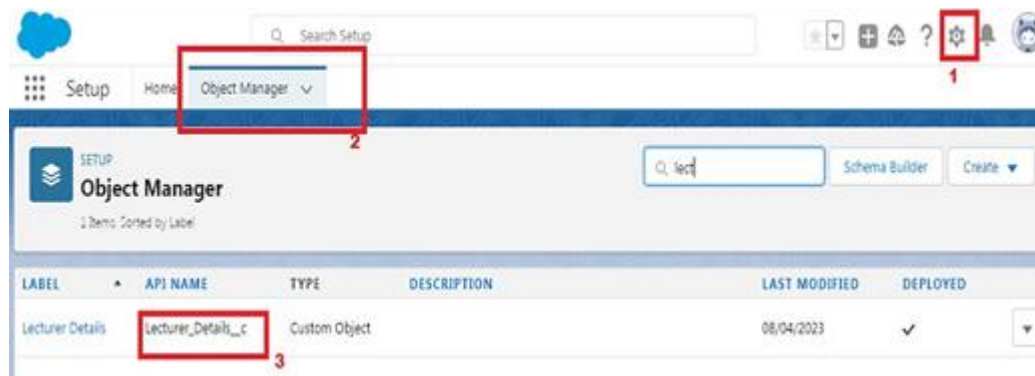 Search Setup
?
1
Setup Home Object Manager
2
SETUP
Object Manager
1 Items. Sorted by Label
lect
Schema Builder
Create
LABEL API NAME TYPE DESCRIPTION LAST MODIFIED DEPLOYED
Lecturer Details Lecturer_Details__c Custom Object 08/04/2023
3